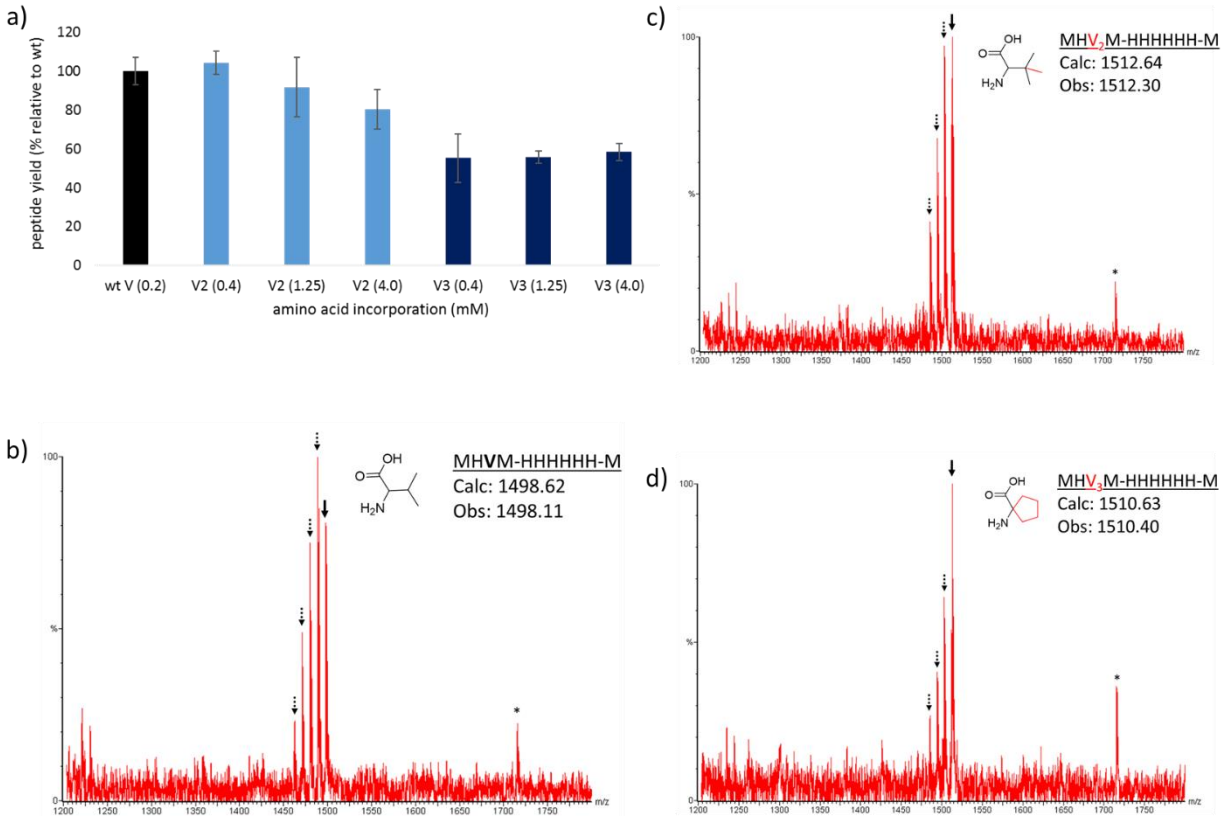 a)
peptide yield (% relative to wt)
120
100
80
60
40
20
0
wt V (0.2) V2 (0.4) V2 (1.25) V2 (4.0) V3 (0.4) V3 (1.25) V3 (4.0)
amino acid incorporation (mM)
b)
100
%
0
OH
O
H₂N
MHVM-HHHHHH-M
Calc: 1498.62
Obs: 1498.11
*
1200 1250 1300 1350 1400 1450 1500 1550 1600 1650 1700 1750
m/z
c)
100
%
0
OH
O
H₂N
MHV₂M-HHHHHH-M
Calc: 1512.64
Obs: 1512.30
*
1200 1250 1300 1350 1400 1450 1500 1550 1600 1650 1700 1750
m/z
d)
100
%
0
OH
O
H₂N
MHV₃M-HHHHHH-M
Calc: 1510.63
Obs: 1510.40
*
1200 1250 1300 1350 1400 1450 1500 1550 1600 1650 1700 1750
m/z